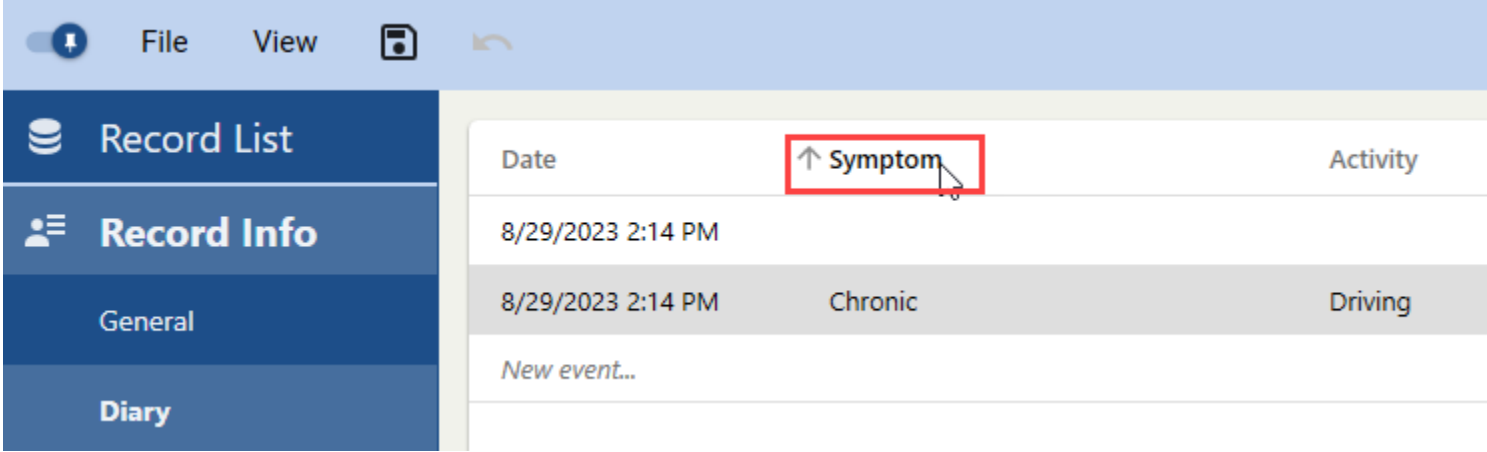 File View
Record List
Record Info
General
Diary
Date Symptom Activity
8/29/2023 2:14 PM
8/29/2023 2:14 PM Chronic Driving
New event...